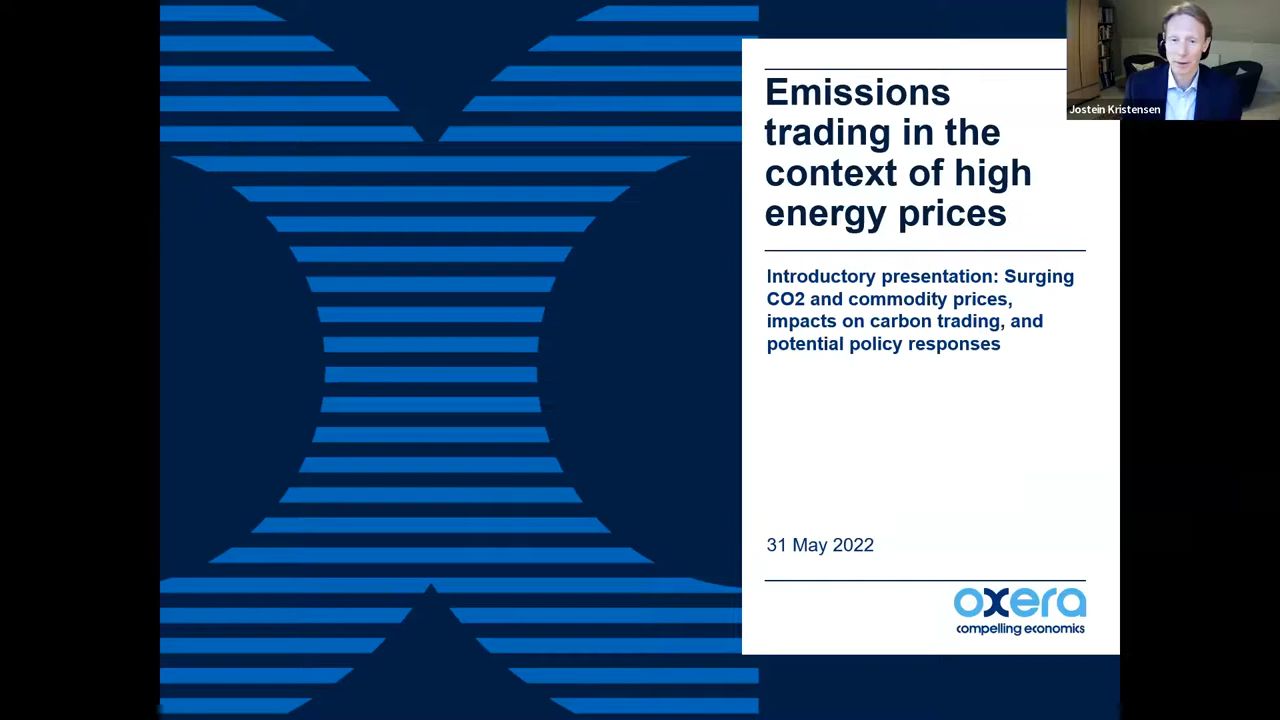 Emissions
trading in the
context of high
energy prices
Jostein Kristensen
Introductory presentation: Surging
CO2 and commodity prices,
impacts on carbon trading, and
potential policy responses
31 May 2022
oxera
compelling economics